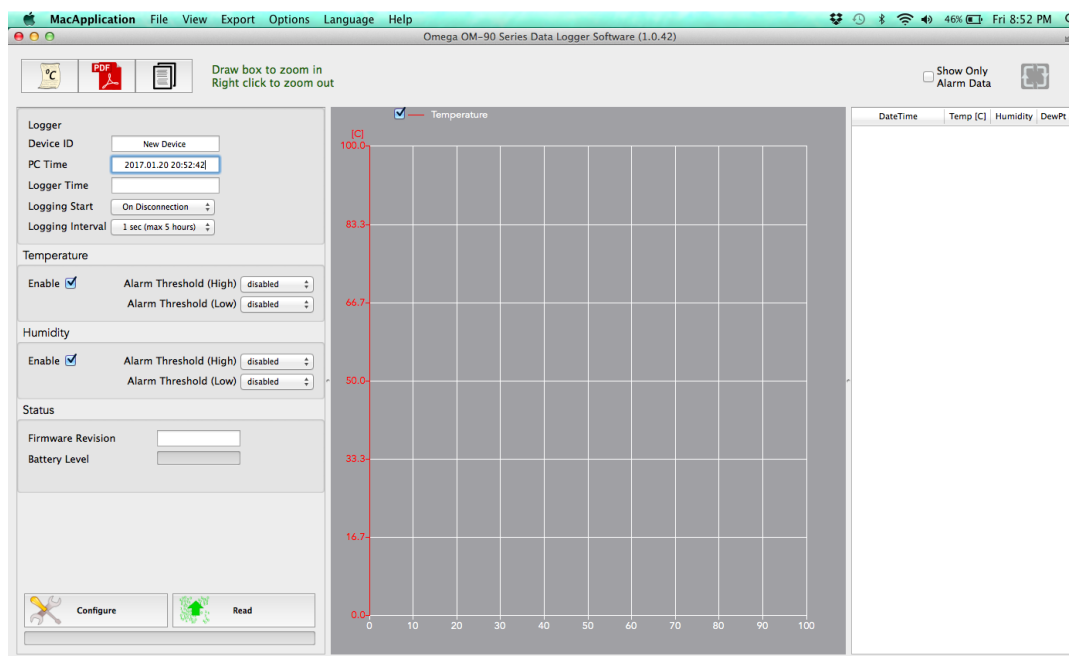 MacApplication File View Export Options Language Help 46% Fri 8:52 PM
Omega OM-90 Series Data Logger Software (1.0.42)
°C
PDF
Draw box to zoom in
Right click to zoom out
Show Only
Alarm Data
Logger
Device ID New Device
PC Time 2017.01.20 20:52:42
Logger Time
Logging Start On Disconnection
Logging Interval 1 sec (max 5 hours)
Temperature
Enable Alarm Threshold (High) disabled
Alarm Threshold (Low) disabled
Humidity
Enable Alarm Threshold (High) disabled
Alarm Threshold (Low) disabled
Status
Firmware Revision
Battery Level
Configure Read
Temperature
[C]
100.0
83.3
66.7
50.0
33.3
16.7
0.0
0 10 20 30 40 50 60 70 80 90 100
DateTime Temp [C] Humidity DewPt